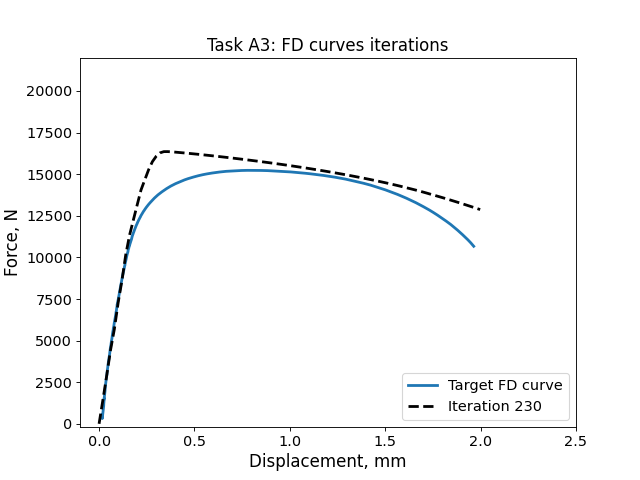 Task A3: FD curves iterations
Force, N
20000
17500
15000
12500
10000
7500
5000
2500
0
0.0 0.5 1.0 1.5 2.0 2.5
Displacement, mm
Target FD curve
Iteration 230